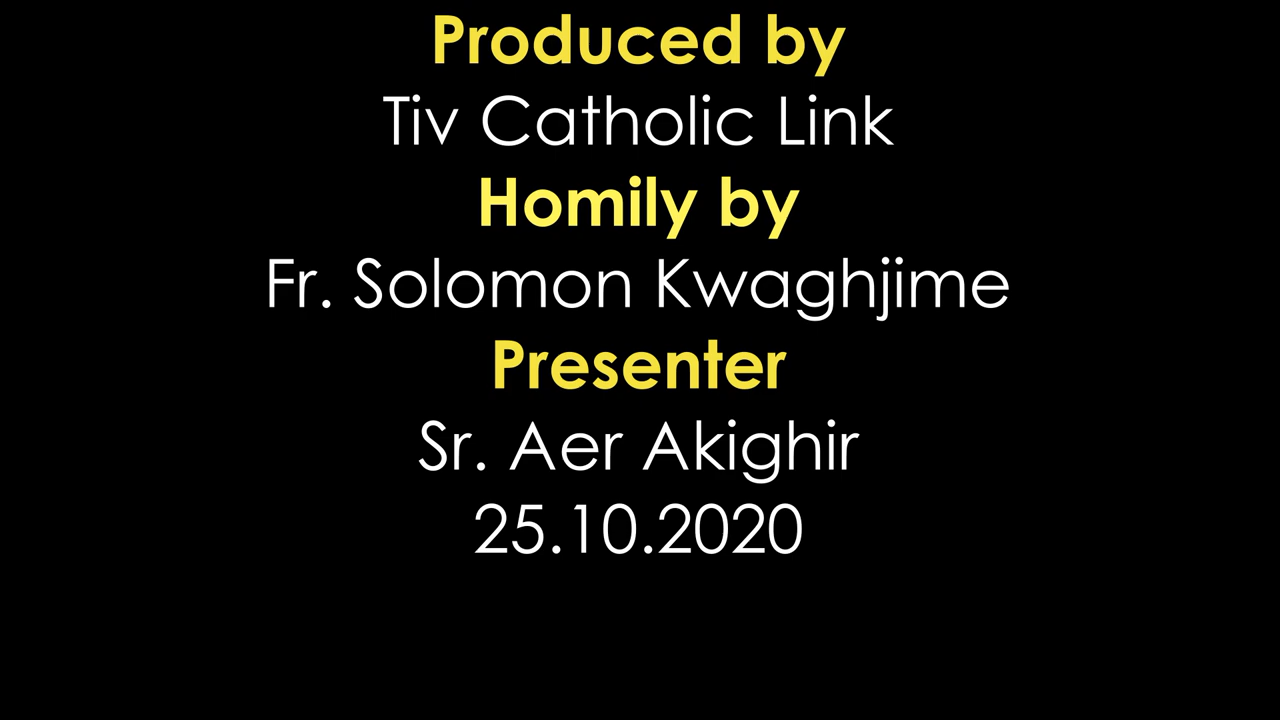 Produced by
Tiv Catholic Link
Homily by
Fr. Solomon Kwaghjime
Presenter
Sr. Aer Akighir
25.10.2020